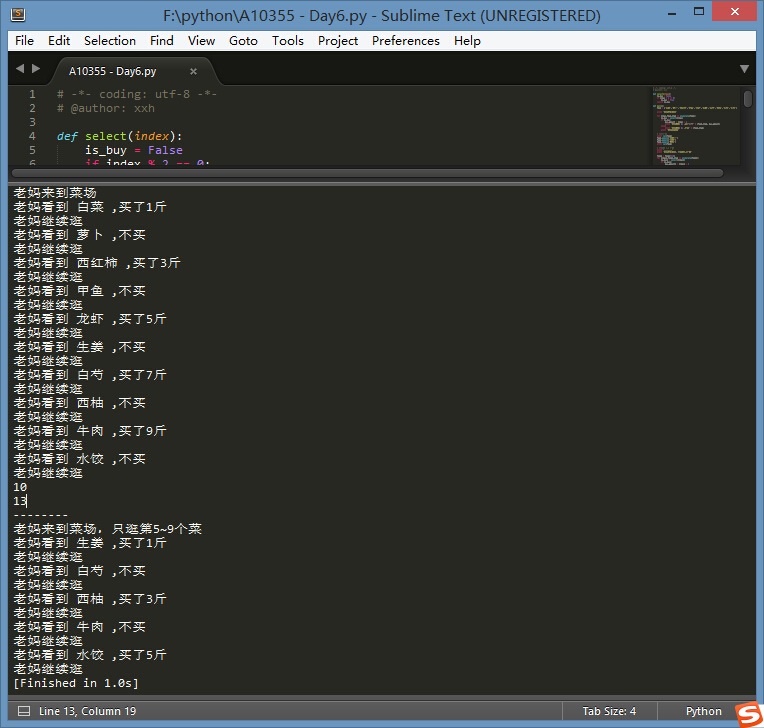 F:\python\A10355 - Day6.py - Sublime Text (UNREGISTERED)
File Edit Selection Find View Goto Tools Project Preferences Help
A10355 - Day6.py
1 # -*- coding: utf-8 -*-
2 # @author: xxh
3
4 def select(index):
5 is_buy = False
6 if index % 2 == 0:
老妈来到菜场
老妈看到 白菜 ,买了1斤
老妈继续逛
老妈看到 萝卜 ,不买
老妈继续逛
老妈看到 西红柿 ,买了3斤
老妈继续逛
老妈看到 甲鱼 ,不买
老妈继续逛
老妈看到 龙虾 ,买了5斤
老妈继续逛
老妈看到 生姜 ,不买
老妈继续逛
老妈看到 白芍 ,买了7斤
老妈继续逛
老妈看到 西柚 ,不买
老妈继续逛
老妈看到 牛肉 ,买了9斤
老妈继续逛
老妈看到 水饺 ,不买
老妈继续逛
10
13
--------
老妈来到菜场, 只逛第5~9个菜
老妈看到 生姜 ,买了1斤
老妈继续逛
老妈看到 白芍 ,不买
老妈继续逛
老妈看到 西柚 ,买了3斤
老妈继续逛
老妈看到 牛肉 ,不买
老妈继续逛
老妈看到 水饺 ,买了5斤
老妈继续逛
[Finished in 1.0s]
Line 13, Column 19 Tab Size: 4 Python